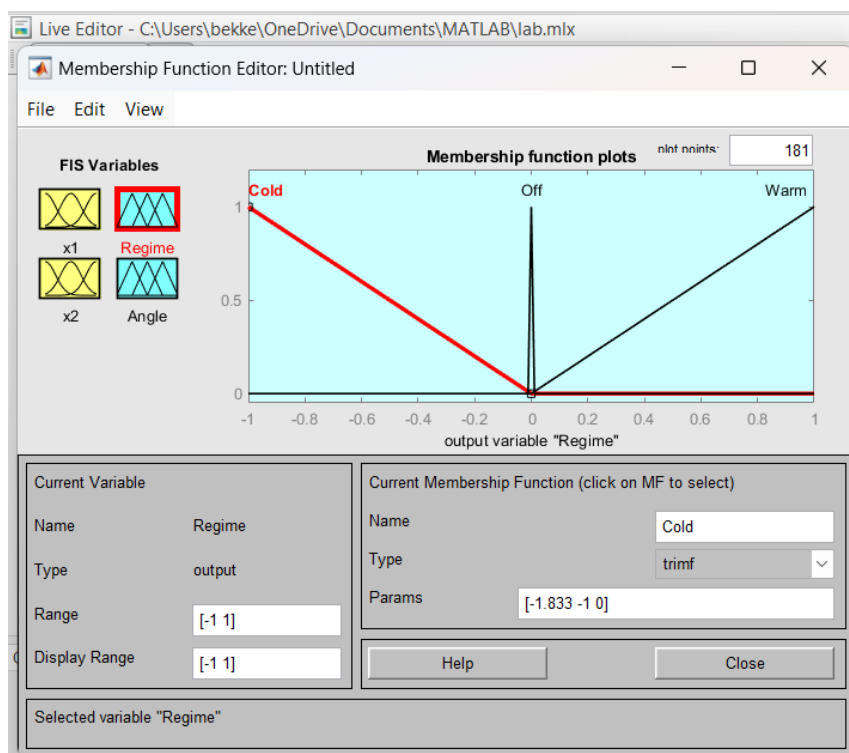 Live Editor - C:\Users\bekke\OneDrive\Documents\MATLAB\lab.mlx
Membership Function Editor: Untitled
File Edit View
FIS Variables
x1
Regime
x2
Angle
Membership function plots
plot points:
181
Cold
Off
Warm
1
0.5
0
-1 -0.8 -0.6 -0.4 -0.2 0 0.2 0.4 0.6 0.8 1
output variable "Regime"
Current Variable
Name Regime
Type output
Range [-1 1]
Display Range [-1 1]
Current Membership Function (click on MF to select)
Name Cold
Type trimf
Params [-1.833 -1 0]
Help
Close
Selected variable "Regime"